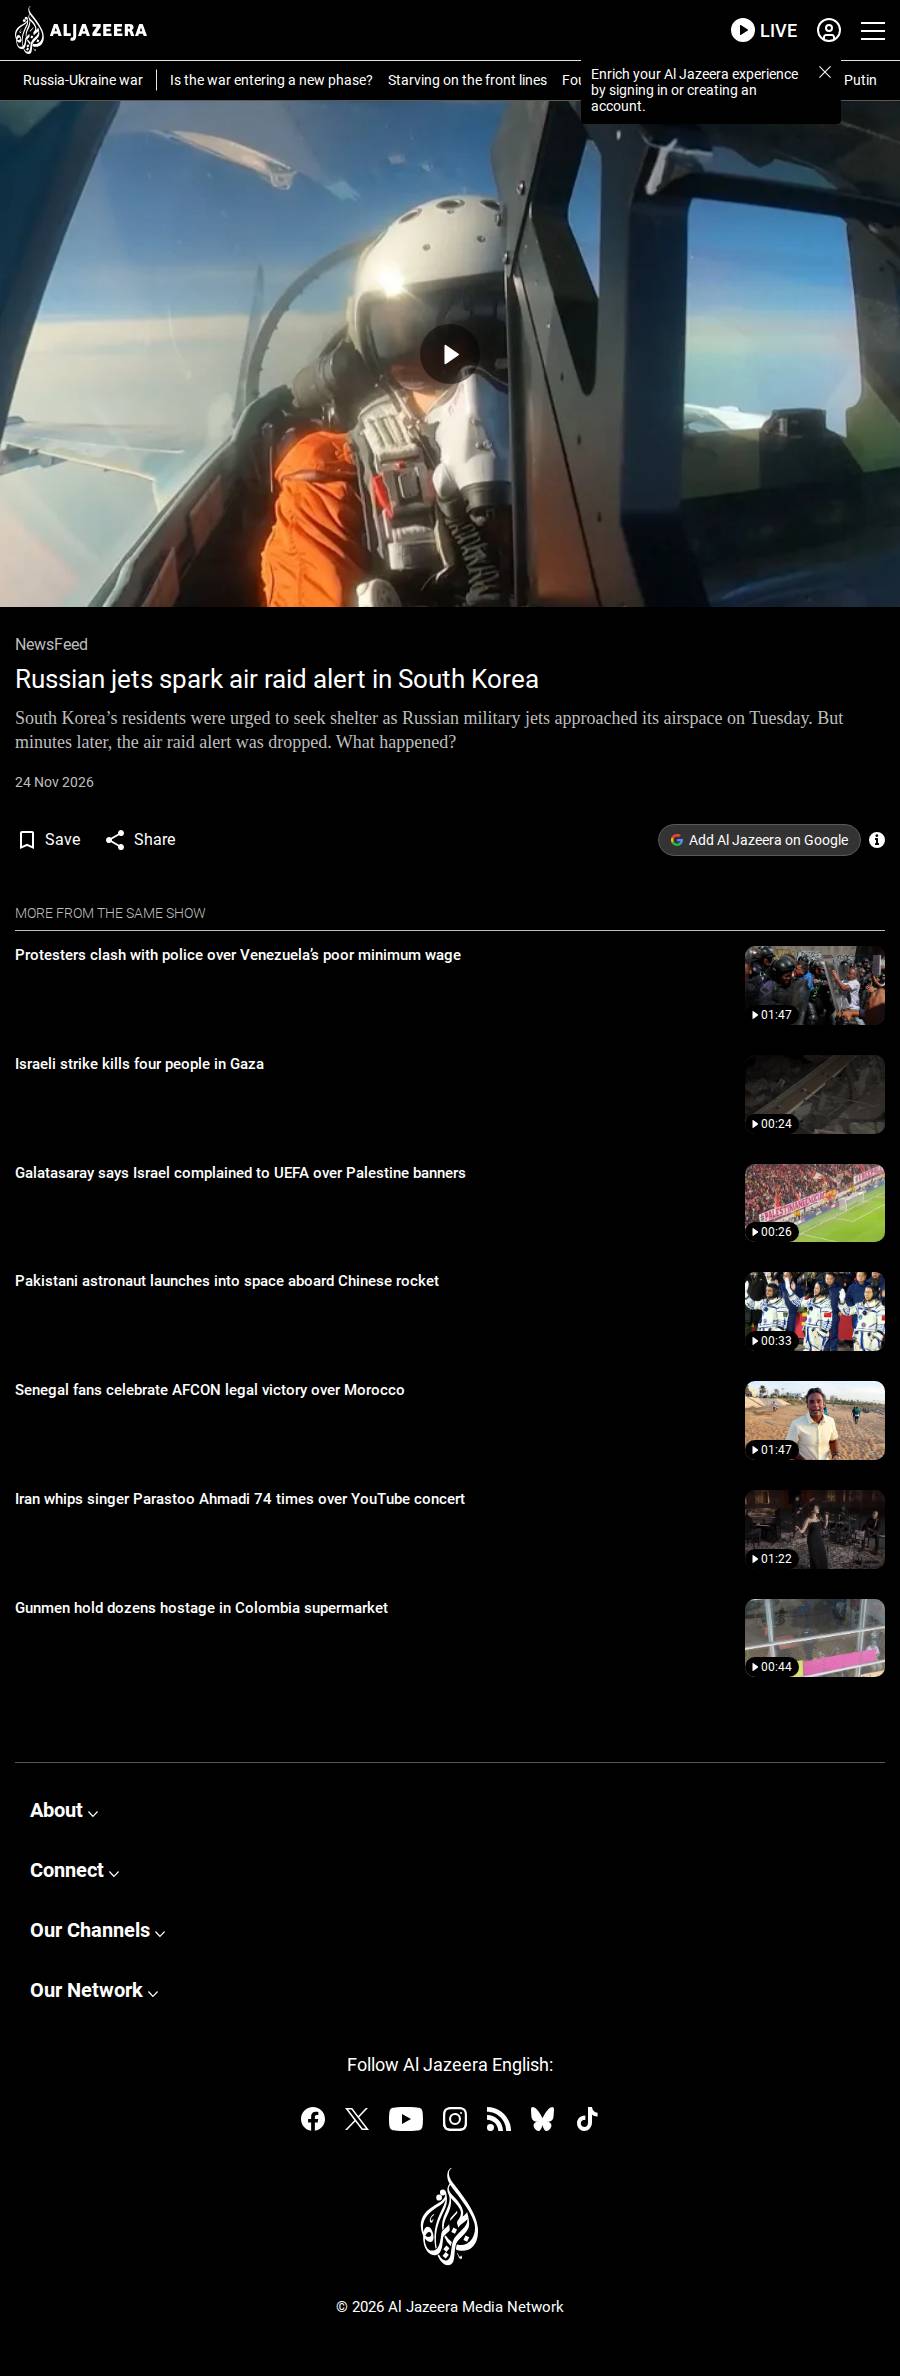 ALJAZEERA
LIVE
Russia-Ukraine war
Is the war entering a new phase?
Starving on the front lines
Fou
Putin
Enrich your Al Jazeera experience
by signing in or creating an
account.
NewsFeed
Russian jets spark air raid alert in South Korea
South Korea’s residents were urged to seek shelter as Russian military jets approached its airspace on Tuesday. But
minutes later, the air raid alert was dropped. What happened?
24 Nov 2026
Save
Share
Add Al Jazeera on Google
MORE FROM THE SAME SHOW
Protesters clash with police over Venezuela’s poor minimum wage
01:47
Israeli strike kills four people in Gaza
00:24
Galatasaray says Israel complained to UEFA over Palestine banners
00:26
Pakistani astronaut launches into space aboard Chinese rocket
00:33
Senegal fans celebrate AFCON legal victory over Morocco
01:47
Iran whips singer Parastoo Ahmadi 74 times over YouTube concert
01:22
Gunmen hold dozens hostage in Colombia supermarket
00:44
About
Connect
Our Channels
Our Network
Follow Al Jazeera English:
© 2026 Al Jazeera Media Network